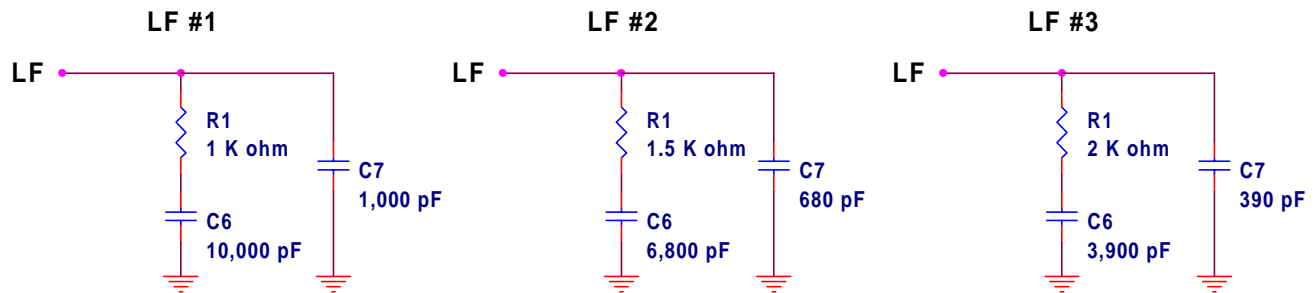 LF #1
LF
R1
1 K ohm
C7
1,000 pF
C6
10,000 pF
LF #2
LF
R1
1.5 K ohm
C7
680 pF
C6
6,800 pF
LF #3
LF
R1
2 K ohm
C7
390 pF
C6
3,900 pF